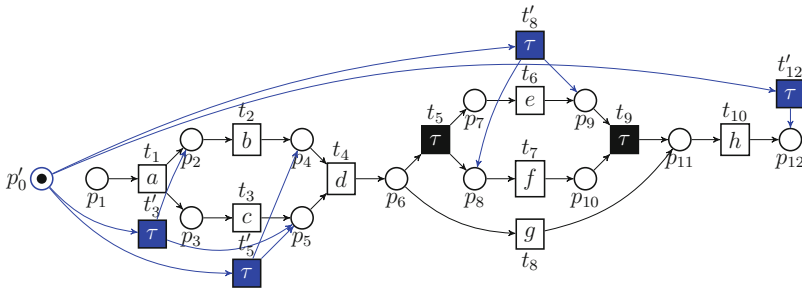 t′8
τ
t6
t′12
τ
t2
t5
e
t9
t10
t1
b
t4
τ
p7
p9
τ
h
p2
p4
t7
p11
p12
p′0
a
t3
d
p6
p8
f
p10
p1
t′3
c
τ
p3
t′5
p5
g
τ
t8